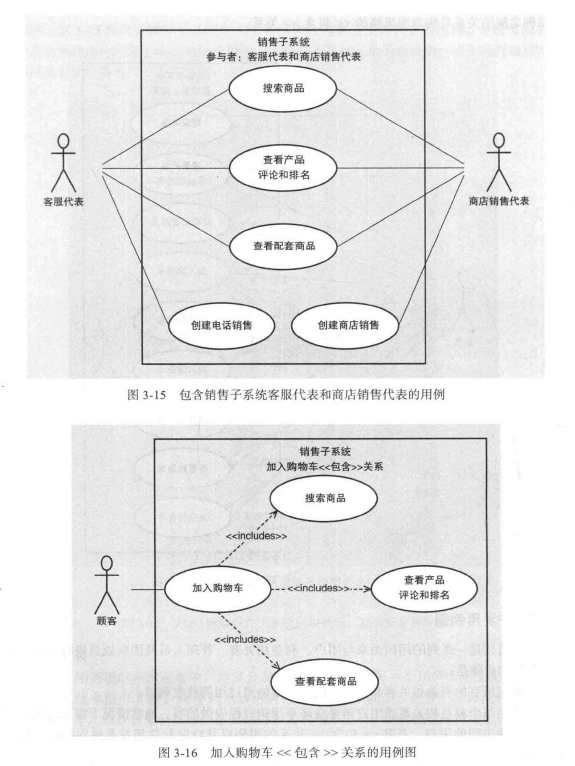 销售子系统
参与者：客服代表和商店销售代表
搜索商品
查看产品
评论和排名
客服代表
商店销售代表
查看配套商品
创建电话销售
创建商店销售
图 3-15 包含销售子系统客服代表和商店销售代表的用例
销售子系统
加入购物车<<包含>>关系
搜索商品
<<includes>>
加入购物车
<<includes>>
查看产品
评论和排名
顾客
<<includes>>
查看配套商品
图 3-16 加入购物车 << 包含 >> 关系的用例图